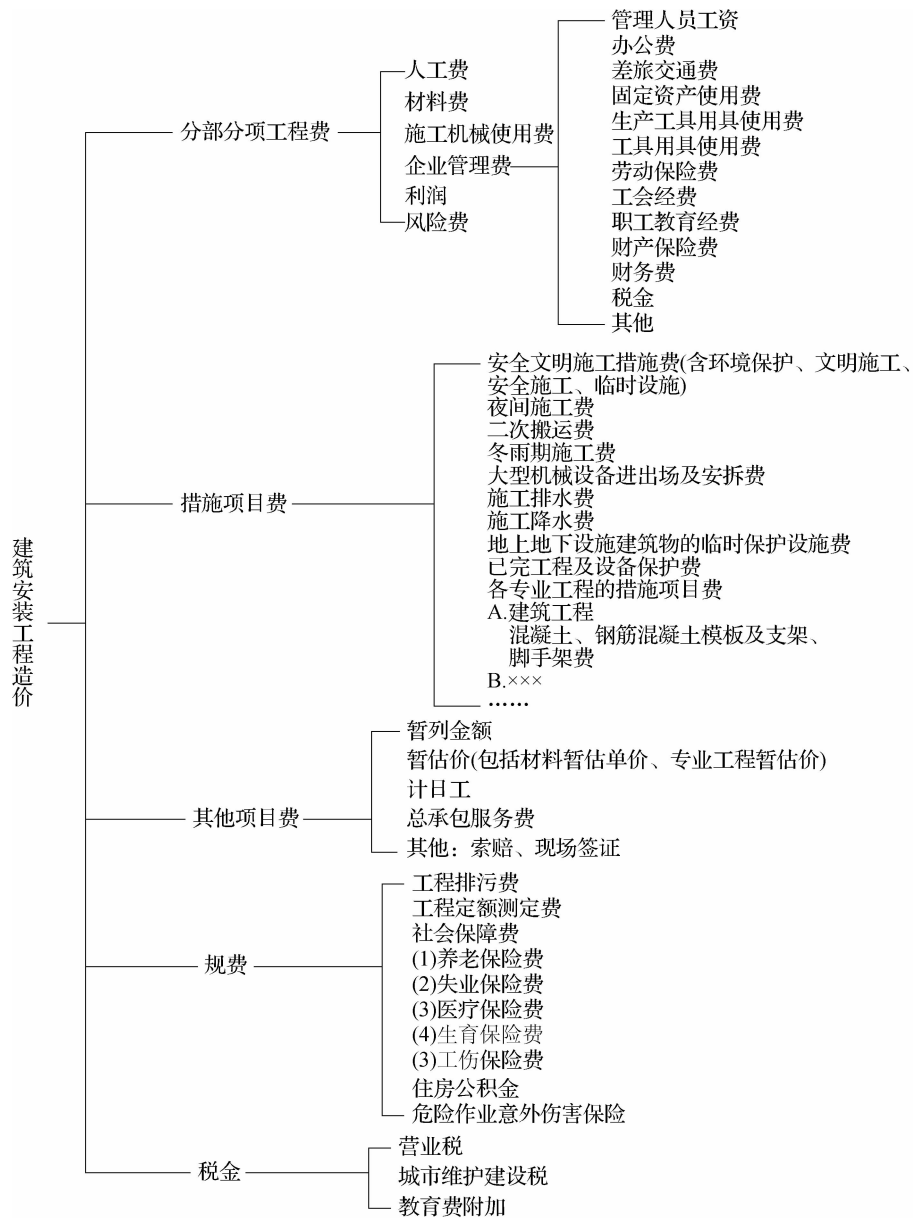 建筑安装工程造价
分部分项工程费
人工费
材料费
施工机械使用费
企业管理费
利润
风险费
管理人员工资
办公费
差旅交通费
固定资产使用费
生产工具用具使用费
工具用具使用费
劳动保险费
工会经费
职工教育经费
财产保险费
财务费
税金
其他
措施项目费
安全文明施工措施费(含环境保护、文明施工、
安全施工、临时设施)
夜间施工费
二次搬运费
冬雨期施工费
大型机械设备进出场及安拆费
施工排水费
施工降水费
地上地下设施建筑物的临时保护设施费
已完工程及设备保护费
各专业工程的措施项目费
A.建筑工程
混凝土、钢筋混凝土模板及支架、
脚手架费
B.×××
……
其他项目费
暂列金额
暂估价(包括材料暂估单价、专业工程暂估价)
计日工
总承包服务费
其他：索赔、现场签证
规费
工程排污费
工程定额测定费
社会保障费
(1)养老保险费
(2)失业保险费
(3)医疗保险费
(4)生育保险费
(3)工伤保险费
住房公积金
危险作业意外伤害保险
税金
营业税
城市维护建设税
教育费附加